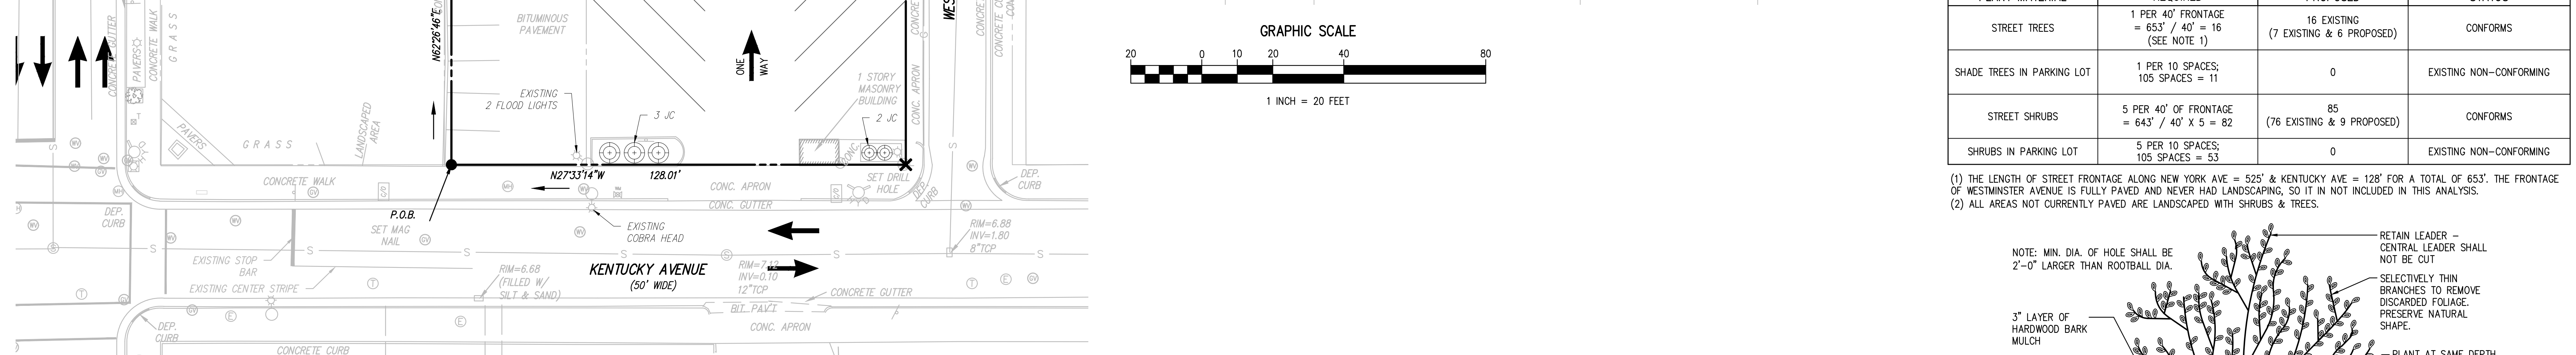 CONCRETE GUTTER
PAVERS
CONCRETE WALK
GRASS
N62°26'46"E
BITUMINOUS
PAVEMENT
ONE
WAY
1 STORY
MASONRY
BUILDING
CONC. APRON
EXISTING
2 FLOOD LIGHTS
3 JC
2 JC
PAVERS
GRASS
LANDSCAPED
AREA
N27°33'14"W
128.01'
CONCRETE WALK
CONC. APRON
SET DRILL
HOLE
DEP.
CURB
DEP.
CURB
DEP.
CURB
CONC. GUTTER
P.O.B.
SET MAG
NAIL
EXISTING
COBRA HEAD
RIM=6.88
INV=1.80
8"TCP
EXISTING STOP
BAR
EXISTING CENTER STRIPE
RIM=6.68
(FILLED W/
SILT & SAND)
KENTUCKY AVENUE
(50' WIDE)
RIM=7.12
INV=0.10
12"TCP
CONCRETE GUTTER
BIT. PAV'T
CONC. APRON
DEP.
CURB
CONCRETE CURB
GRAPHIC SCALE
20 0 10 20 40 80
1 INCH = 20 FEET
STREET TREES
1 PER 40' FRONTAGE
= 653' / 40' = 16
(SEE NOTE 1)
16 EXISTING
(7 EXISTING & 6 PROPOSED)
CONFORMS
SHADE TREES IN PARKING LOT
1 PER 10 SPACES;
105 SPACES = 11
0
EXISTING NON-CONFORMING
STREET SHRUBS
5 PER 40' OF FRONTAGE
= 643' / 40' X 5 = 82
85
(76 EXISTING & 9 PROPOSED)
CONFORMS
SHRUBS IN PARKING LOT
5 PER 10 SPACES;
105 SPACES = 53
0
EXISTING NON-CONFORMING
(1) THE LENGTH OF STREET FRONTAGE ALONG NEW YORK AVE = 525' & KENTUCKY AVE = 128' FOR A TOTAL OF 653'. THE FRONTAGE
OF WESTMINSTER AVENUE IS FULLY PAVED AND NEVER HAD LANDSCAPING, SO IT IN NOT INCLUDED IN THIS ANALYSIS.
(2) ALL AREAS NOT CURRENTLY PAVED ARE LANDSCAPED WITH SHRUBS & TREES.
NOTE: MIN. DIA. OF HOLE SHALL BE
2'-0" LARGER THAN ROOTBALL DIA.
RETAIN LEADER –
CENTRAL LEADER SHALL
NOT BE CUT
SELECTIVELY THIN
BRANCHES TO REMOVE
DISCARDED FOLIAGE.
PRESERVE NATURAL
SHAPE.
3" LAYER OF
HARDWOOD BARK
MULCH
PLANT AT SAME DEPTH